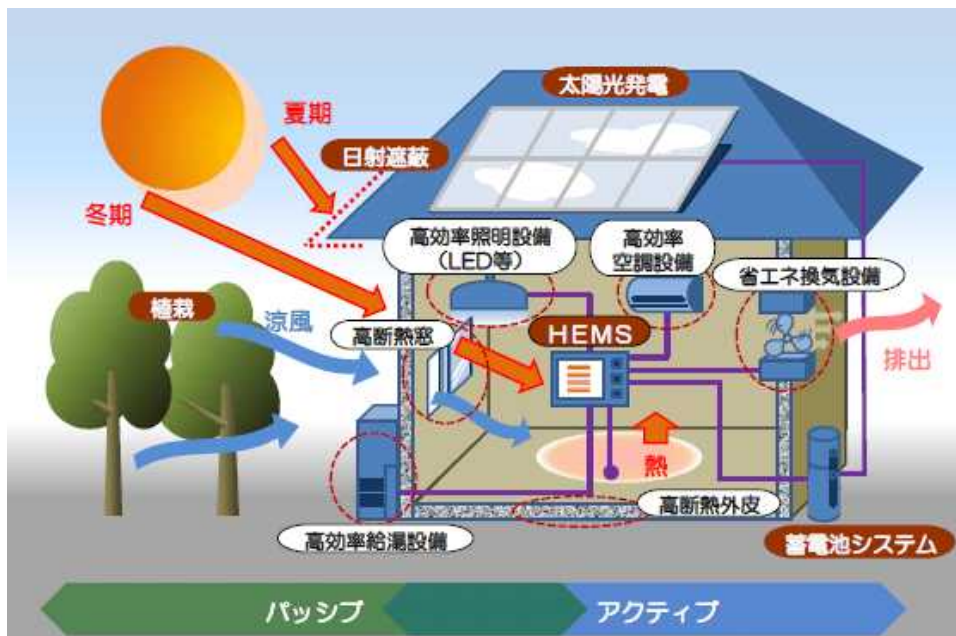 太陽光発電
夏期
日射遮蔽
冬期
高効率照明設備
（LED等）
高効率
空調設備
省エネ換気設備
植栽
涼風
高断熱窓
HEMS
排出
熱
高断熱外皮
高効率給湯設備
蓄電池システム
パッシブ
アクティブ